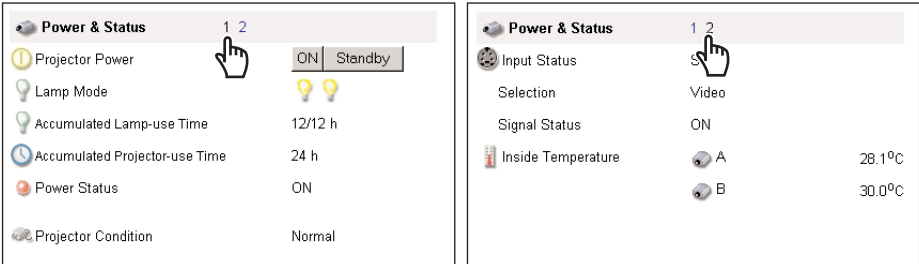 Power & Status 1 2
Projector Power ON Standby
Lamp Mode
Accumulated Lamp-use Time 12/12 h
Accumulated Projector-use Time 24 h
Power Status ON
Projector Condition Normal
Power & Status 1 2
Input Status
Selection Video
Signal Status ON
Inside Temperature A 28.1ºC
B 30.0ºC